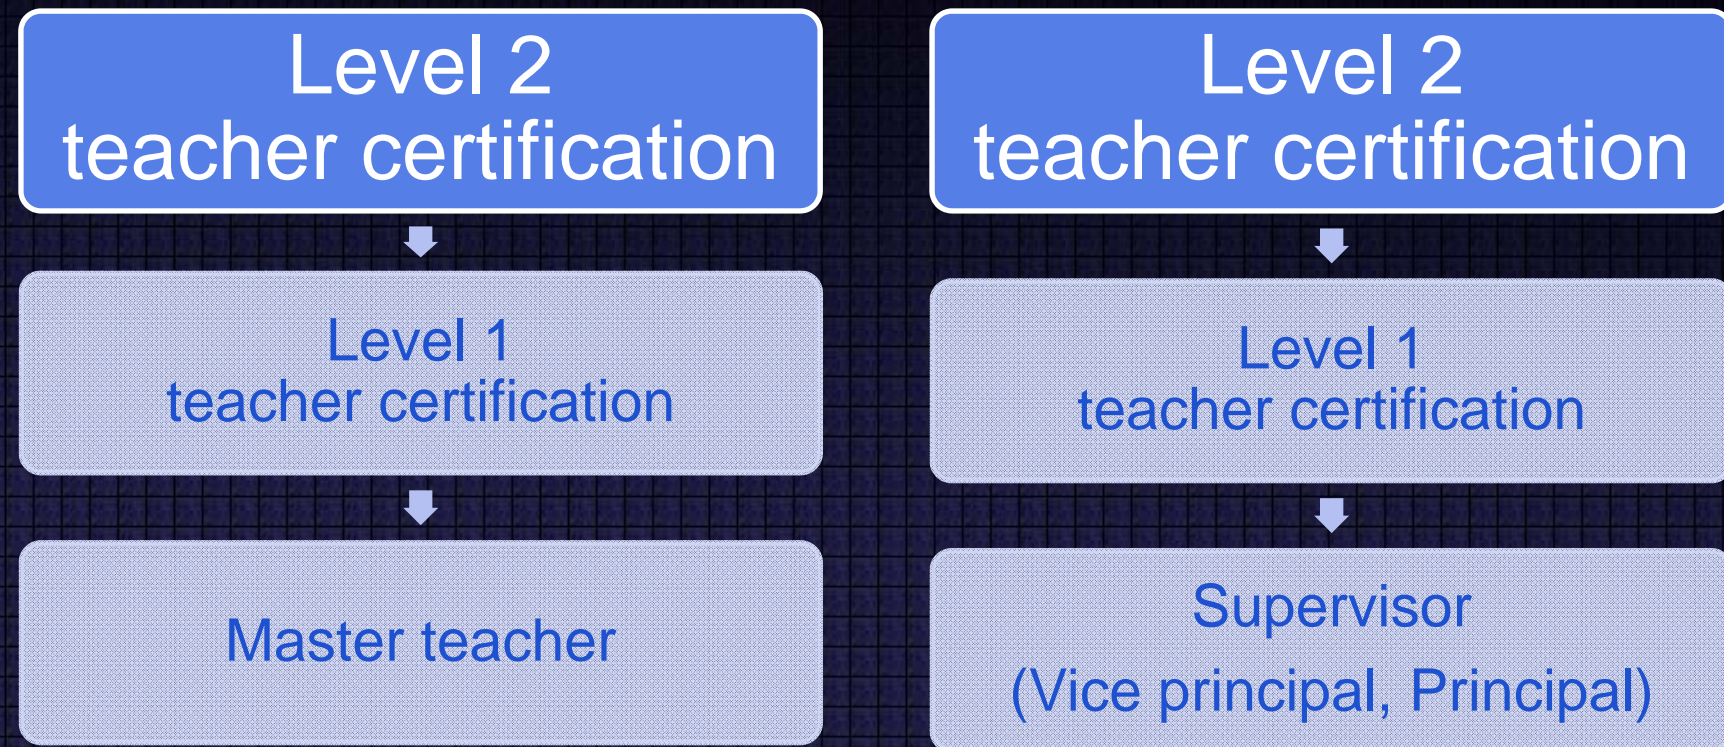 Level 2
teacher certification
Level 1
teacher certification
Master teacher
Level 2
teacher certification
Level 1
teacher certification
Supervisor
(Vice principal, Principal)